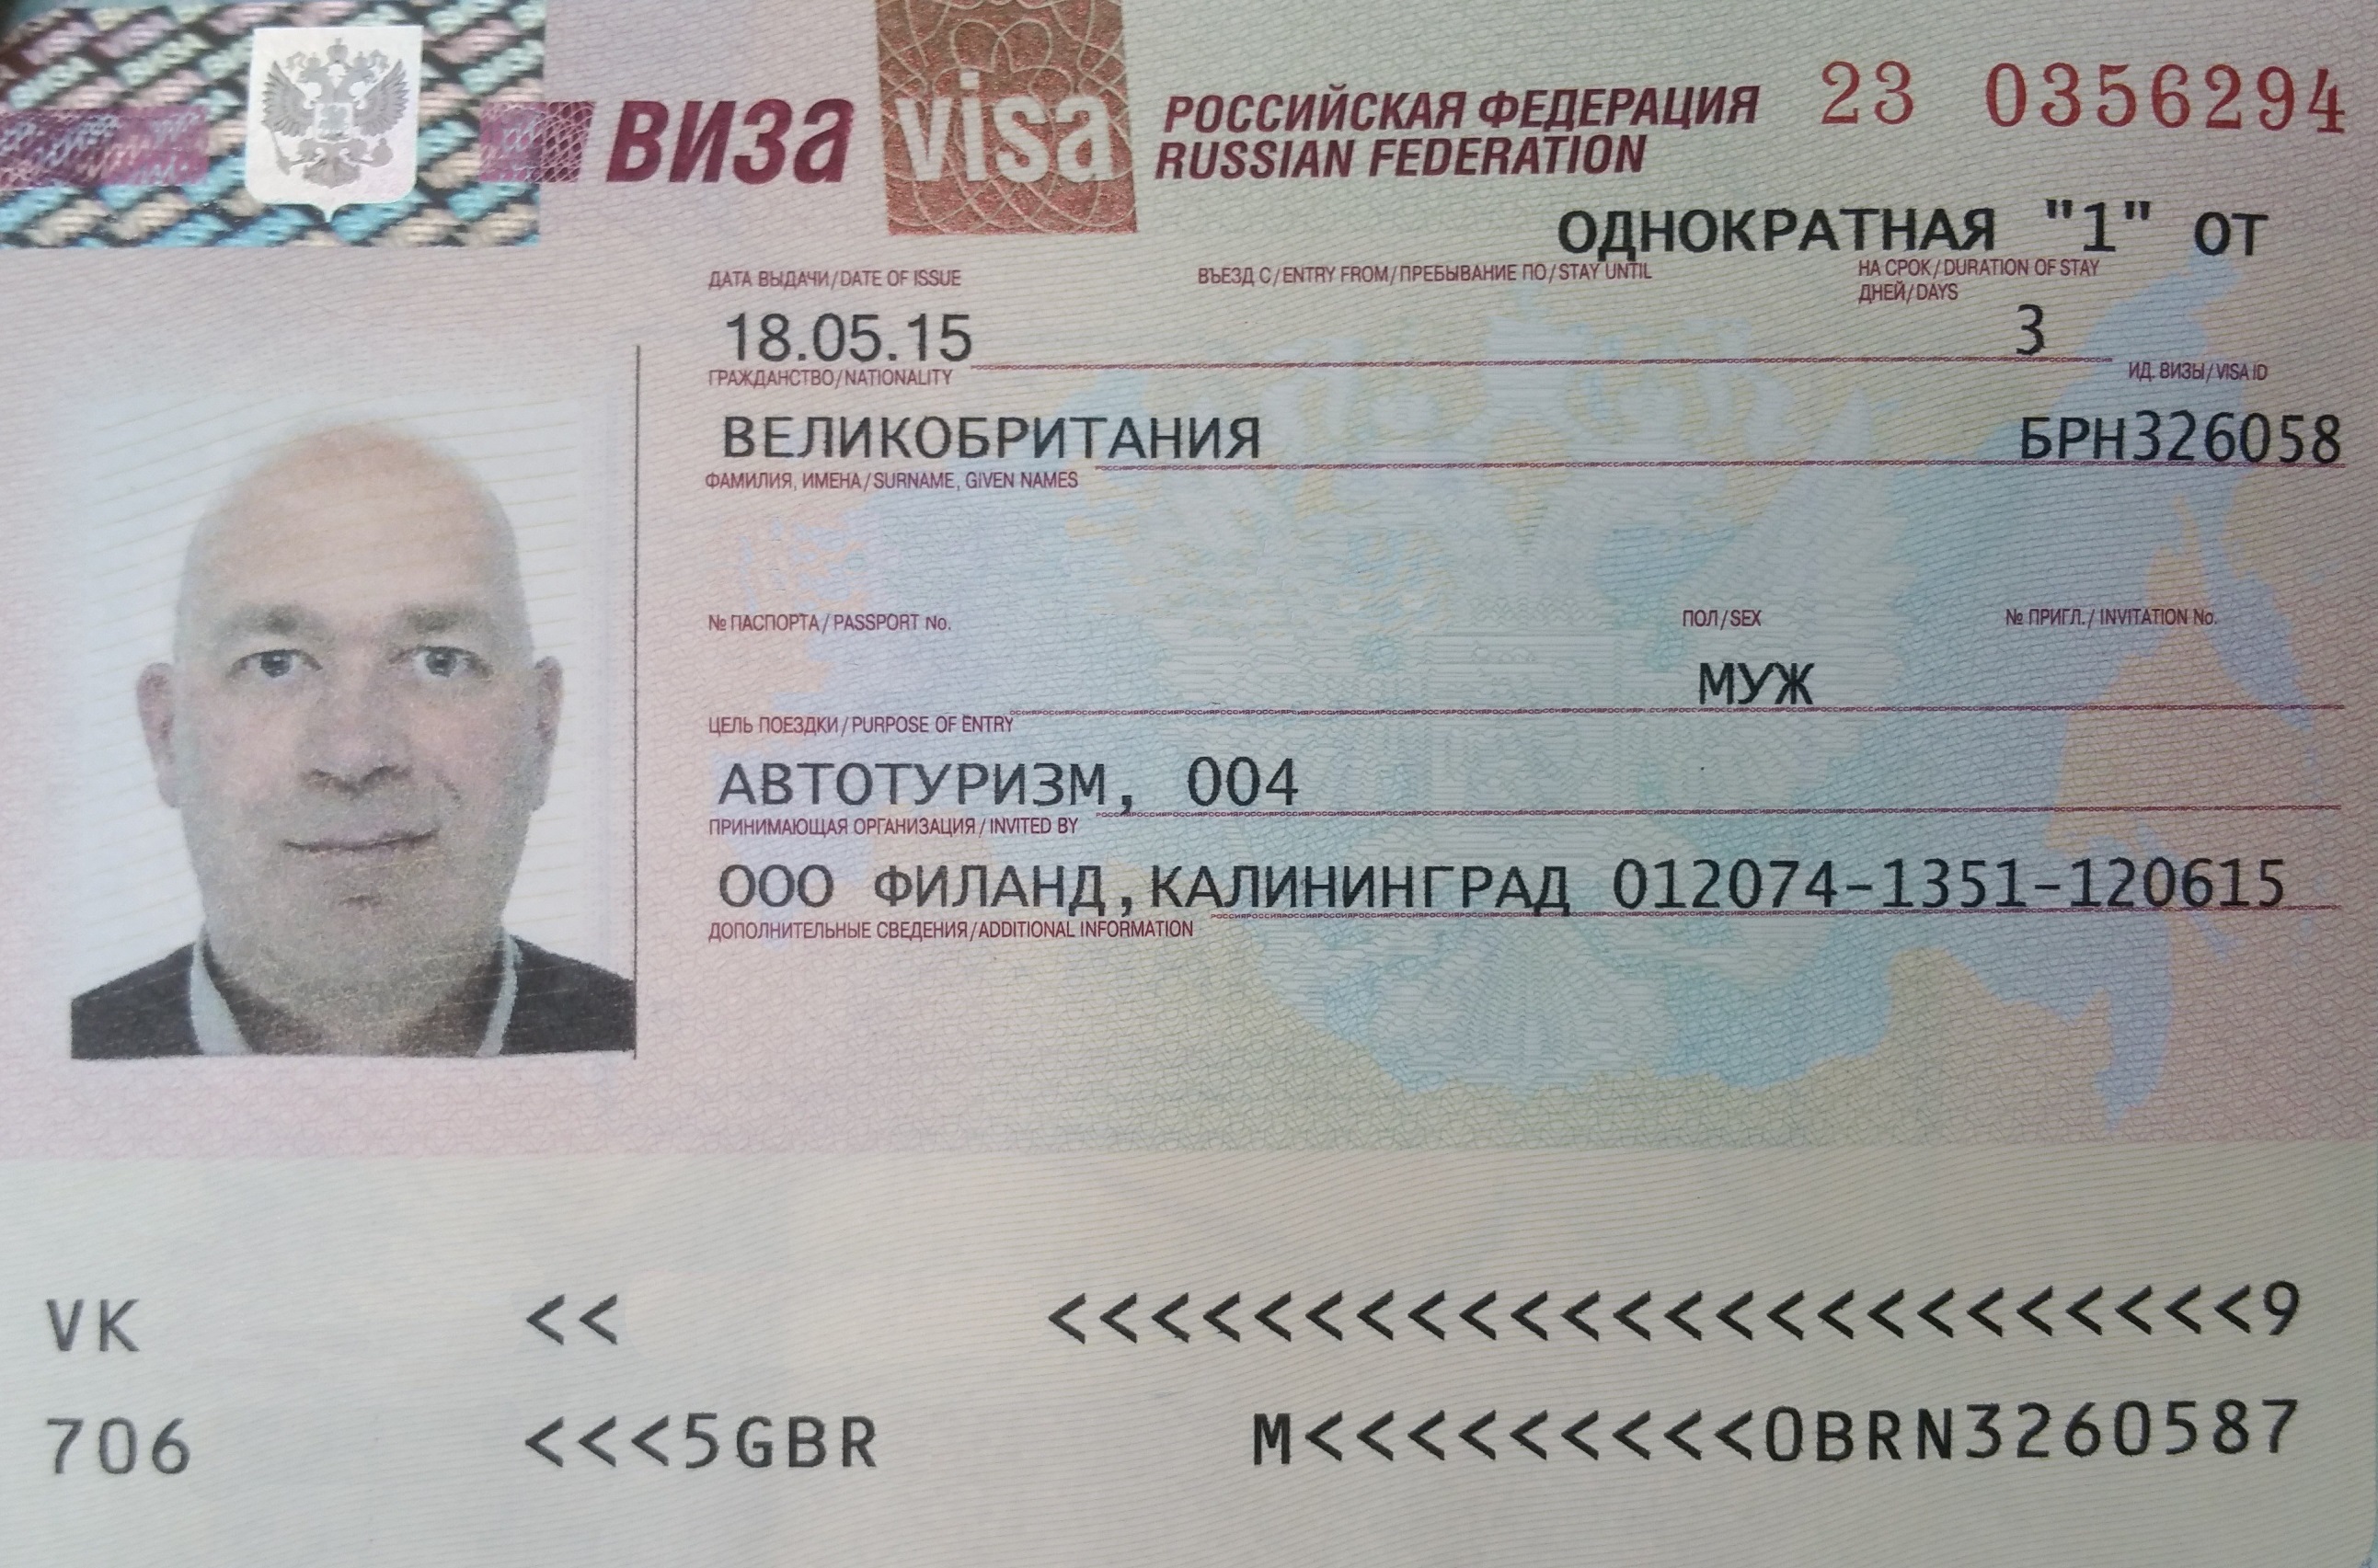 ВИЗА visa РОССИЙСКАЯ ФЕДЕРАЦИЯ 23 0356294
RUSSIAN FEDERATION
ОДНОКРАТНАЯ "1" ОТ
ДАТА ВЫДАЧИ/DATE OF ISSUE ВЪЕЗД С/ENTRY FROM/ПРЕБЫВАНИЕ ПО/STAY UNTIL НА СРОК/DURATION OF STAY
ДНЕЙ/DAYS
18.05.15 3
ГРАЖДАНСТВО/NATIONALITY ИД. ВИЗЫ/VISA ID
ВЕЛИКОБРИТАНИЯ БРН326058
ФАМИЛИЯ, ИМЕНА/SURNAME, GIVEN NAMES
№ ПАСПОРТА/PASSPORT No. ПОЛ/SEX № ПРИГЛ./INVITATION No.
МУЖ
ЦЕЛЬ ПОЕЗДКИ/PURPOSE OF ENTRY
АВТОТУРИЗМ, 004
ПРИНИМАЮЩАЯ ОРГАНИЗАЦИЯ/INVITED BY
ООО ФИЛАНД,КАЛИНИНГРАД 012074-1351-120615
ДОПОЛНИТЕЛЬНЫЕ СВЕДЕНИЯ/ADDITIONAL INFORMATION
VK << <<<<<<<<<<<<<<<<<<<<<<<<9
706 <<<5GBR M<<<<<<<<<0BRN3260587